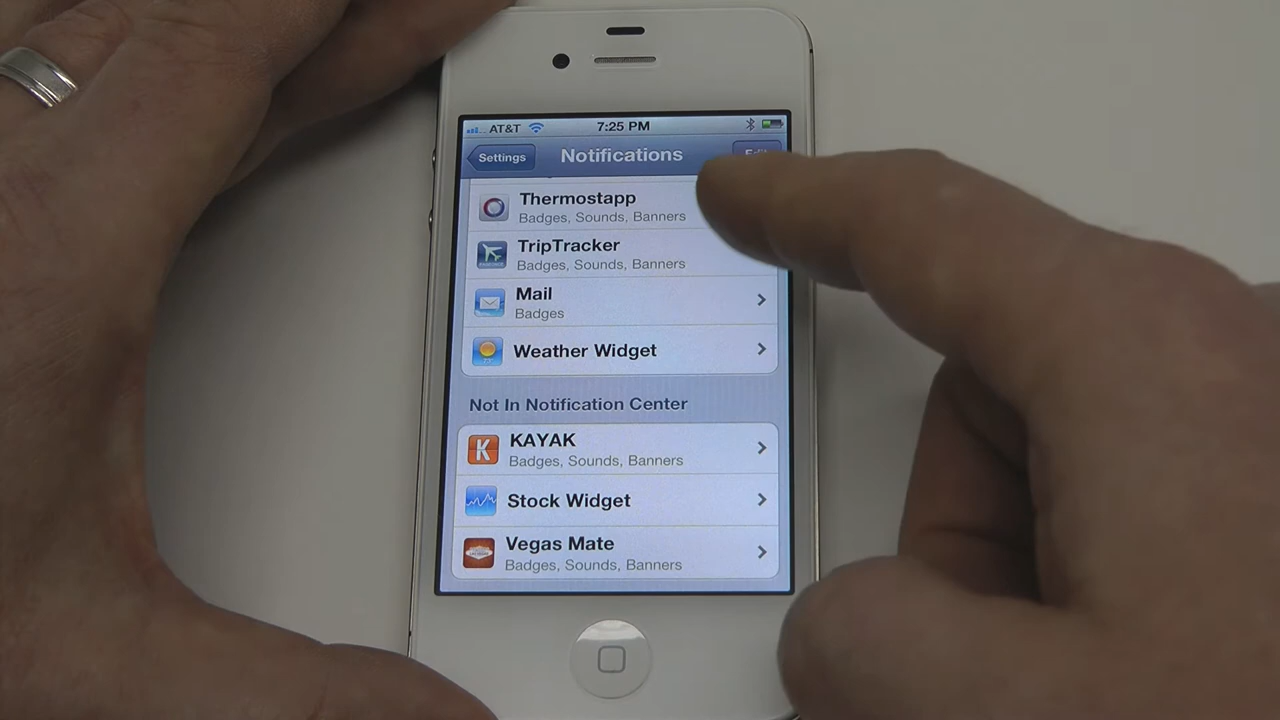 AT&T 7:25 PM
Settings Notifications Edit
Thermostapp
Badges, Sounds, Banners
TripTracker
Badges, Sounds, Banners
Mail
Badges
Weather Widget
Not In Notification Center
KAYAK
Badges, Sounds, Banners
Stock Widget
Vegas Mate
Badges, Sounds, Banners